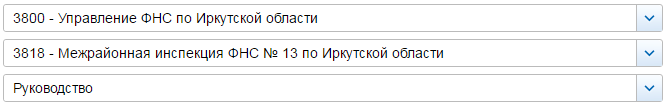 3800 - Управление ФНС по Иркутской области
3818 - Межрайонная инспекция ФНС № 13 по Иркутской области
Руководство